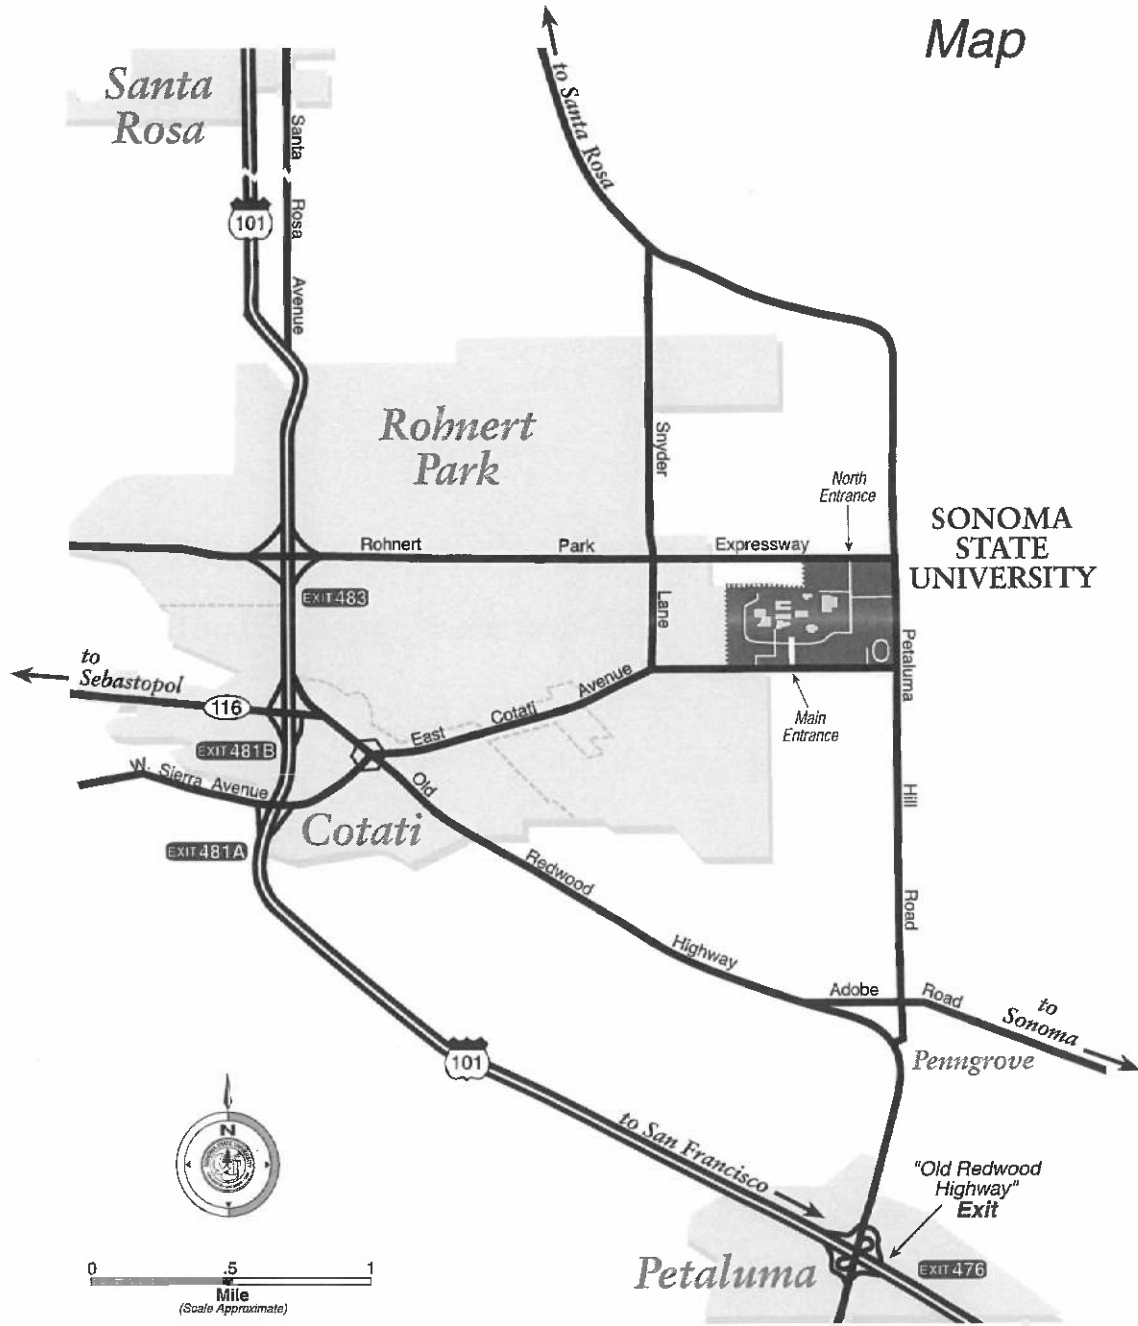 Map
to Santa Rosa
Santa
Rosa
Santa Rosa Avenue
101
Rohnert
Park
Snyder Lane
North
Entrance
SONOMA
STATE
UNIVERSITY
Rohnert Park Expressway
EXIT 483
to
Sebastopol
116
East Cotati Avenue
Main
Entrance
Petaluma Hill Road
EXIT 481B
W. Sierra Avenue
Cotati
EXIT 481A
Old Redwood Highway
Adobe Road
to
Sonoma
Penngrove
101
to San Francisco
N
"Old Redwood
Highway"
Exit
EXIT 476
Petaluma
0 .5 1
Mile
(Scale Approximate)